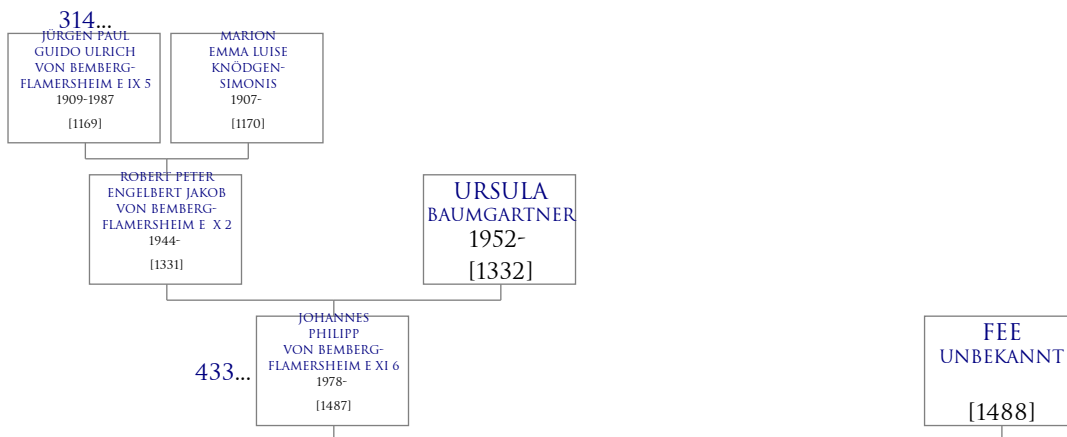 314...
JÜRGEN PAUL
GUIDO ULRICH
VON BEMBERG-
FLAMERSHEIM E IX 5
1909-1987
[1169]
MARION
EMMA LUISE
KNÖDGEN-
SIMONIS
1907-
[1170]
ROBERT PETER
ENGELBERT JAKOB
VON BEMBERG-
FLAMERSHEIM E  X 2
1944-
[1331]
URSULA
BAUMGARTNER
1952-
[1332]
433...
JOHANNES
PHILIPP
VON BEMBERG-
FLAMERSHEIM E XI 6
1978-
[1487]
FEE
UNBEKANNT
[1488]